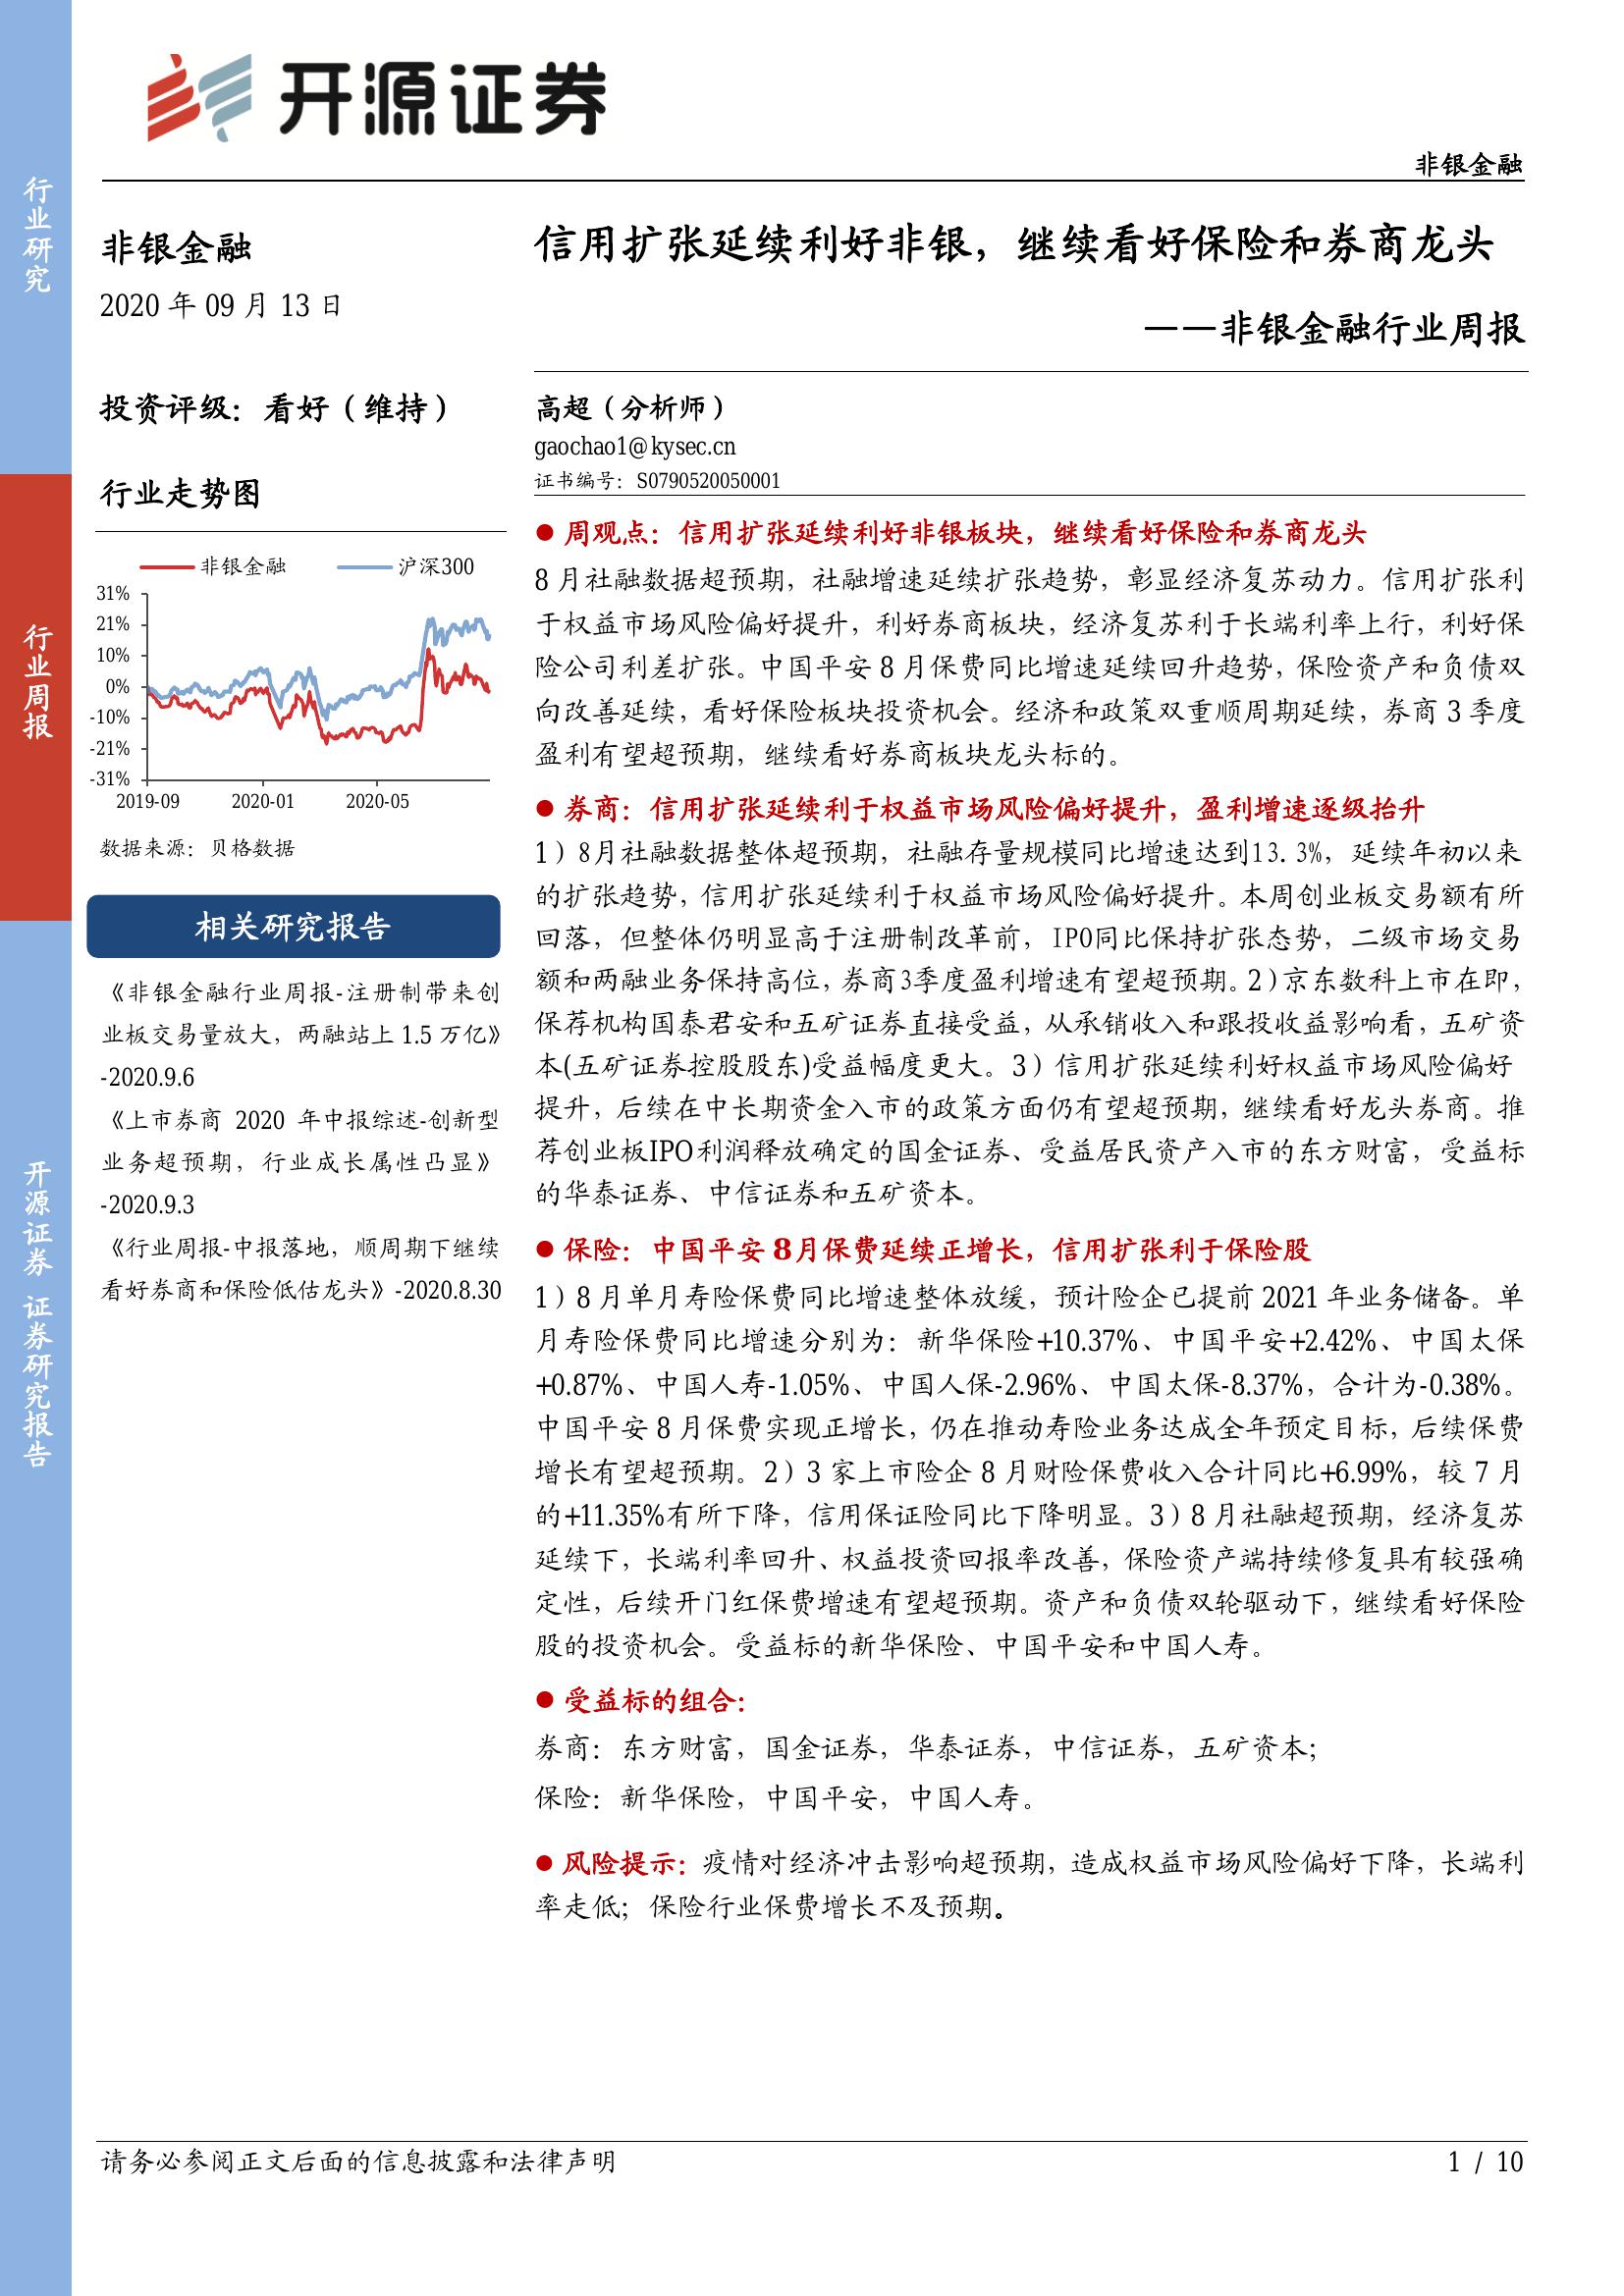 开源证券
非银金融
行业研究
行业周报
开源证券 证券研究报告
非银金融
2020 年 09 月 13 日
投资评级：看好（维持）
行业走势图
非银金融 沪深300
31%
21%
10%
0%
-10%
-21%
-31%
2019-09 2020-01 2020-05
数据来源：贝格数据
相关研究报告
《非银金融行业周报-注册制带来创
业板交易量放大，两融站上 1.5 万亿》
-2020.9.6
《上市券商 2020 年中报综述-创新型
业务超预期，行业成长属性凸显》
-2020.9.3
《行业周报-中报落地，顺周期下继续
看好券商和保险低估龙头》-2020.8.30
信用扩张延续利好非银，继续看好保险和券商龙头
——非银金融行业周报
高超（分析师）
gaochao1@kysec.cn
证书编号：S0790520050001
● 周观点：信用扩张延续利好非银板块，继续看好保险和券商龙头
8 月社融数据超预期，社融增速延续扩张趋势，彰显经济复苏动力。信用扩张利
于权益市场风险偏好提升，利好券商板块，经济复苏利于长端利率上行，利好保
险公司利差扩张。中国平安 8 月保费同比增速延续回升趋势，保险资产和负债双
向改善延续，看好保险板块投资机会。经济和政策双重顺周期延续，券商 3 季度
盈利有望超预期，继续看好券商板块龙头标的。
● 券商：信用扩张延续利于权益市场风险偏好提升，盈利增速逐级抬升
1）8月社融数据整体超预期，社融存量规模同比增速达到13.3%，延续年初以来
的扩张趋势，信用扩张延续利于权益市场风险偏好提升。本周创业板交易额有所
回落，但整体仍明显高于注册制改革前，IPO同比保持扩张态势，二级市场交易
额和两融业务保持高位，券商3季度盈利增速有望超预期。2）京东数科上市在即，
保荐机构国泰君安和五矿证券直接受益，从承销收入和跟投收益影响看，五矿资
本(五矿证券控股股东)受益幅度更大。3）信用扩张延续利好权益市场风险偏好
提升，后续在中长期资金入市的政策方面仍有望超预期，继续看好龙头券商。推
荐创业板IPO利润释放确定的国金证券、受益居民资产入市的东方财富，受益标
的华泰证券、中信证券和五矿资本。
● 保险：中国平安 8月保费延续正增长，信用扩张利于保险股
1）8 月单月寿险保费同比增速整体放缓，预计险企已提前 2021 年业务储备。单
月寿险保费同比增速分别为：新华保险+10.37%、中国平安+2.42%、中国太保
+0.87%、中国人寿-1.05%、中国人保-2.96%、中国太保-8.37%，合计为-0.38%。
中国平安 8 月保费实现正增长，仍在推动寿险业务达成全年预定目标，后续保费
增长有望超预期。2）3 家上市险企 8 月财险保费收入合计同比+6.99%，较 7 月
的+11.35%有所下降，信用保证险同比下降明显。3）8 月社融超预期，经济复苏
延续下，长端利率回升、权益投资回报率改善，保险资产端持续修复具有较强确
定性，后续开门红保费增速有望超预期。资产和负债双轮驱动下，继续看好保险
股的投资机会。受益标的新华保险、中国平安和中国人寿。
● 受益标的组合：
券商：东方财富，国金证券，华泰证券，中信证券，五矿资本；
保险：新华保险，中国平安，中国人寿。
● 风险提示：疫情对经济冲击影响超预期，造成权益市场风险偏好下降，长端利
率走低；保险行业保费增长不及预期。
请务必参阅正文后面的信息披露和法律声明
1 / 10